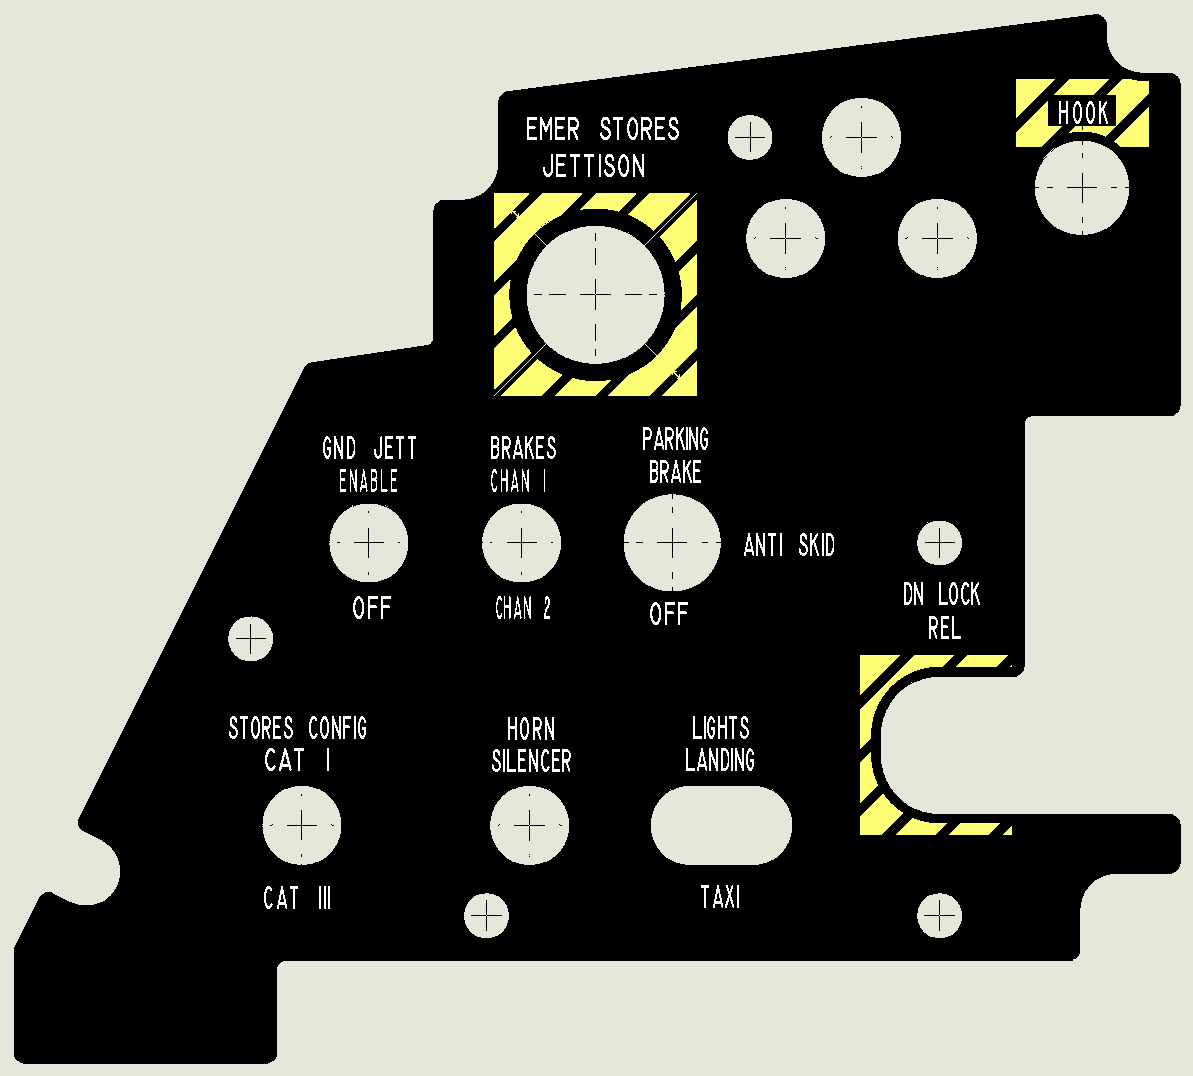 HOOK
EMER STORES
JETTISON
GND JETT
ENABLE
OFF
BRAKES
CHAN 1
CHAN 2
PARKING
BRAKE
ANTI SKID
OFF
DN LOCK
REL
STORES CONFIG
CAT I
CAT III
HORN
SILENCER
LIGHTS
LANDING
TAXI